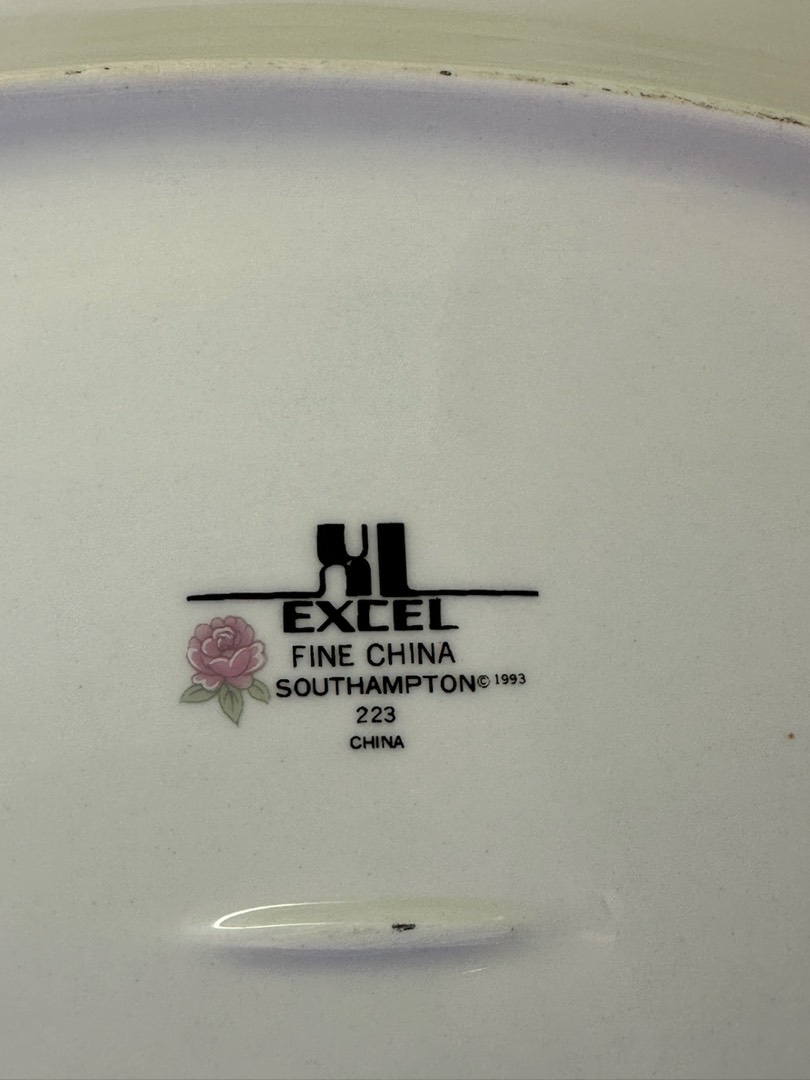 XL
EXCEL
FINE CHINA
SOUTHAMPTON© 1993
223
CHINA